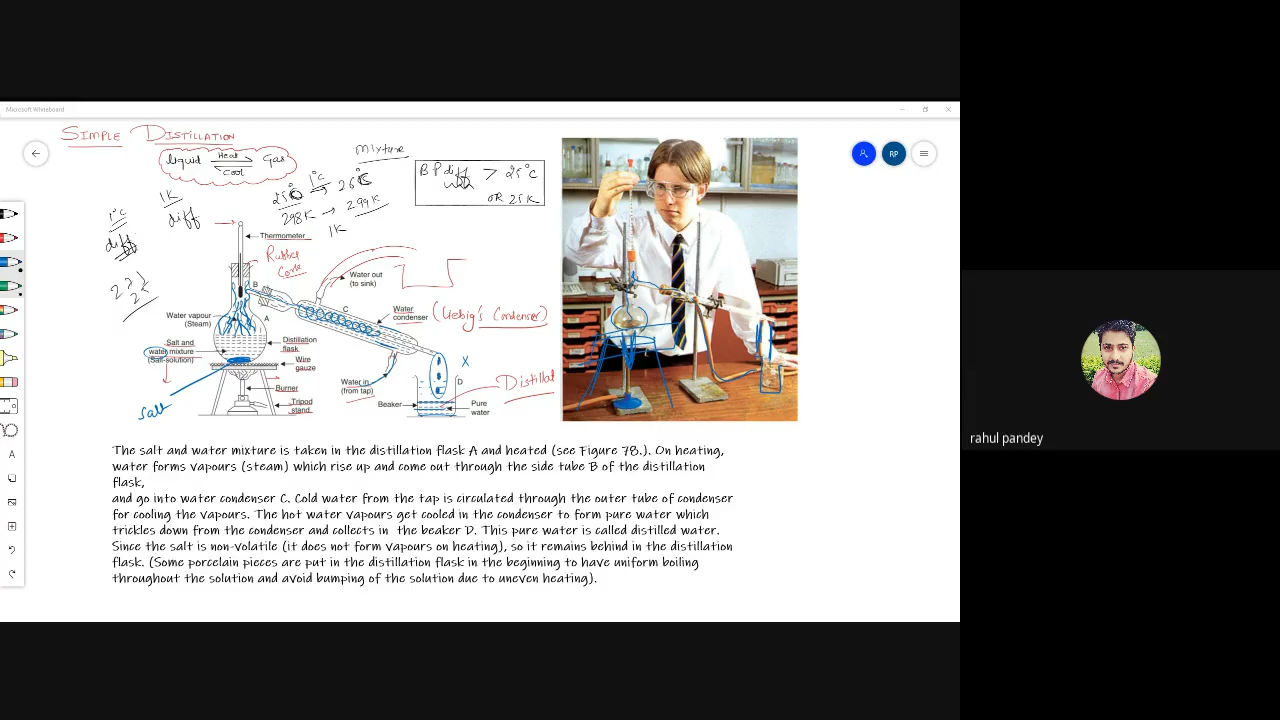 Microsoft Whiteboard
SIMPLE DISTILLATION
liquid Heat Cool Gas
mixture
BP diff > 25°C
OR 25 K
25°C 1°C 26°C
298 K → 299 K
1K
1°C
diff
1K
diff
Thermometer
Rubber
RP
Water out
(to sink)
B
C
A
D
Water vapour
(Steam)
Water
condenser
(Liebig's Condenser)
Salt and
water mixture
(Salt-solution)
Distillation
flask
Wire
gauze
X
Water in
(from tap)
Burner
Distillat
Salt
Tripod
stand
Beaker
Pure
water
rahul pandey
The salt and water mixture is taken in the distillation flask A and heated (see Figure 78.). On heating,
water forms vapours (steam) which rise up and come out through the side tube B of the distillation
flask,
and go into water condenser C. Cold water from the tap is circulated through the outer tube of condenser
for cooling the vapours. The hot water vapours get cooled in the condenser to form pure water which
trickles down from the condenser and collects in the beaker D. This pure water is called distilled water.
Since the salt is non-volatile (it does not form vapours on heating), so it remains behind in the distillation
flask. (Some porcelain pieces are put in the distillation flask in the beginning to have uniform boiling
throughout the solution and avoid bumping of the solution due to uneven heating).